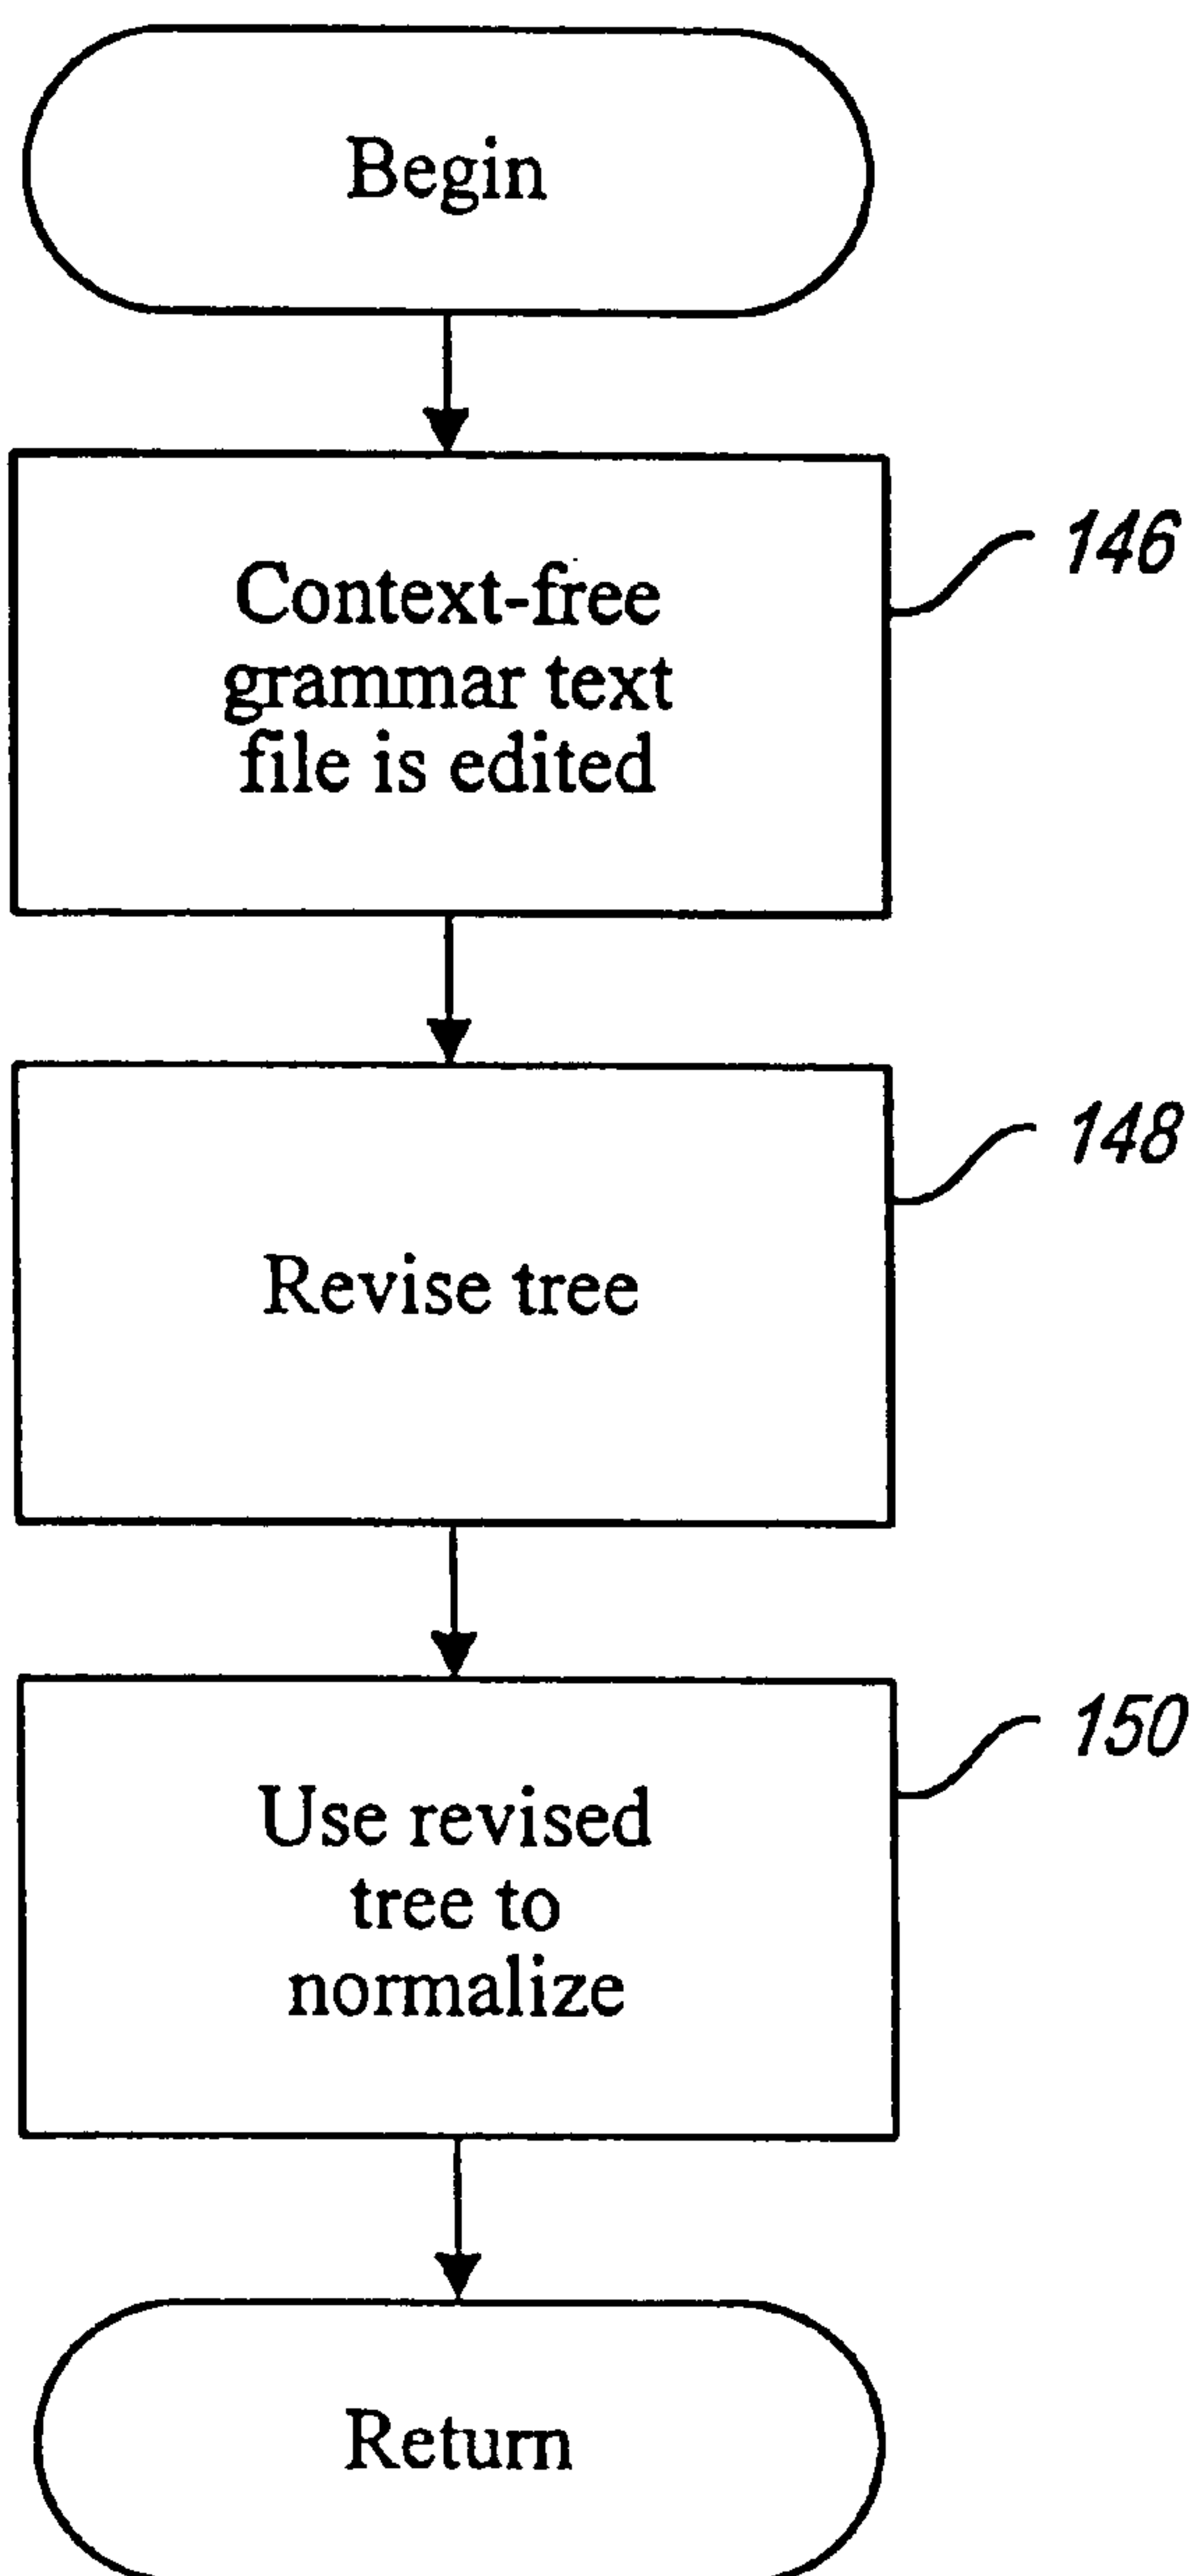 Begin
146
Context-free
grammar text
file is edited
148
Revise tree
150
Use revised
tree to
normalize
Return